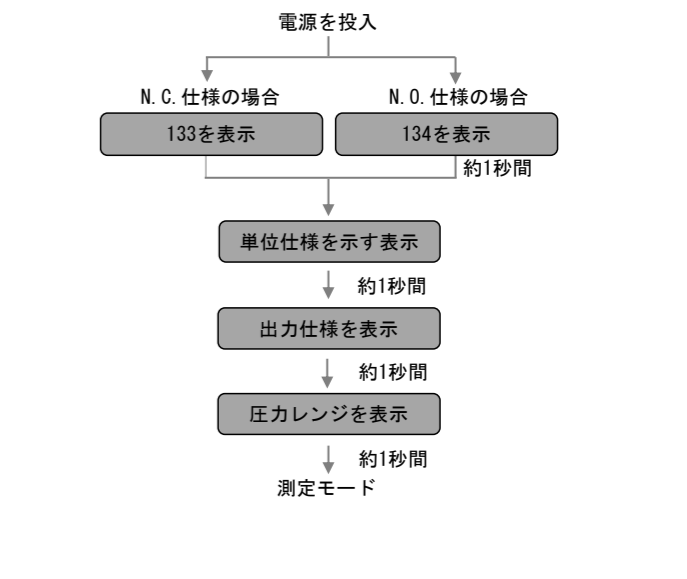 電源を投入
N.C.仕様の場合
N.O.仕様の場合
133を表示
134を表示
約1秒間
単位仕様を示す表示
約1秒間
出力仕様を表示
約1秒間
圧力レンジを表示
約1秒間
測定モード